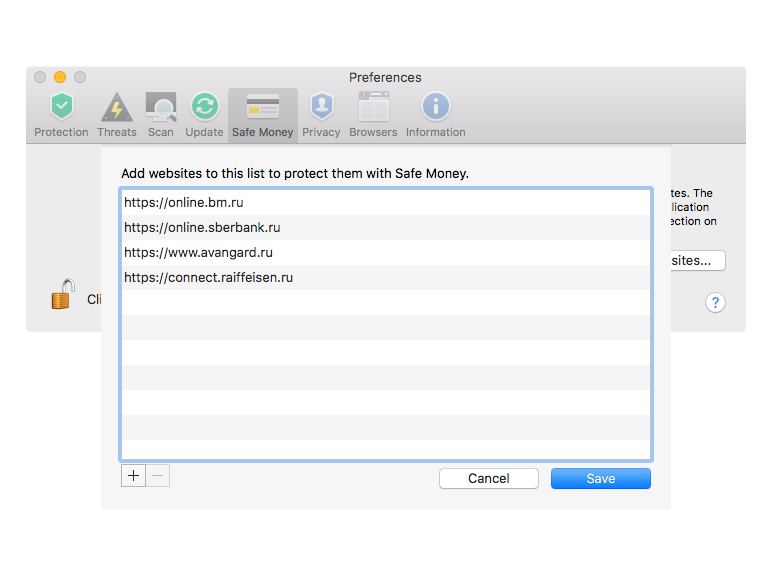 Preferences
Protection
Threats
Scan
Update
Safe Money
Privacy
Browsers
Information
Add websites to this list to protect them with Safe Money.
https://online.bm.ru
https://online.sberbank.ru
https://www.avangard.ru
https://connect.raiffeisen.ru
tes. The
lication
ection on
sites...
Cli
?
+
−
Cancel
Save